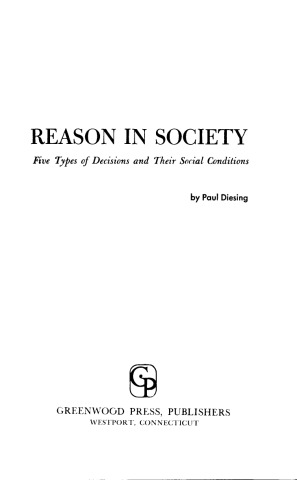 REASON IN SOCIETY
Five Types of Decisions and Their Social Conditions
by Paul Diesing
GP
GREENWOOD PRESS, PUBLISHERS
WESTPORT, CONNECTICUT